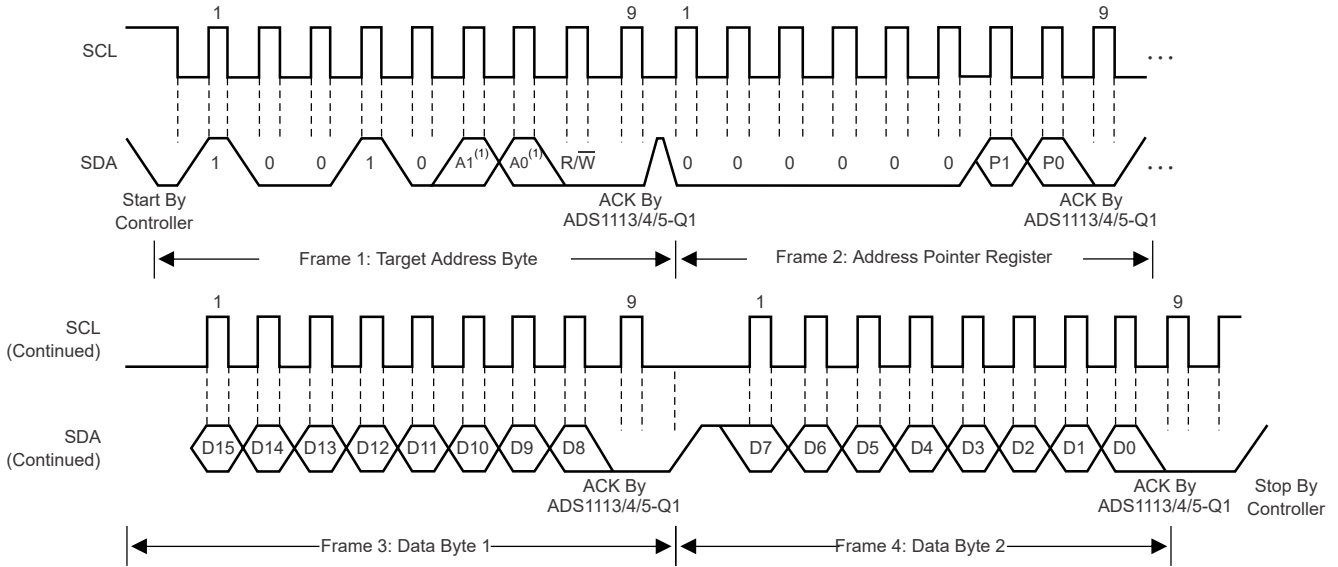 1 9 1 9
SCL …
SDA 1 0 0 1 0 A1(1) A0(1) R/W̅ 0 0 0 0 0 0 P1 P0 …
Start By
Controller
ACK By
ADS1113/4/5-Q1
ACK By
ADS1113/4/5-Q1
Frame 1: Target Address Byte
Frame 2: Address Pointer Register
1 9 1 9
SCL
(Continued)
SDA
(Continued)
D15 D14 D13 D12 D11 D10 D9 D8 D7 D6 D5 D4 D3 D2 D1 D0
ACK By
ADS1113/4/5-Q1
ACK By
ADS1113/4/5-Q1
Stop By
Controller
Frame 3: Data Byte 1
Frame 4: Data Byte 2